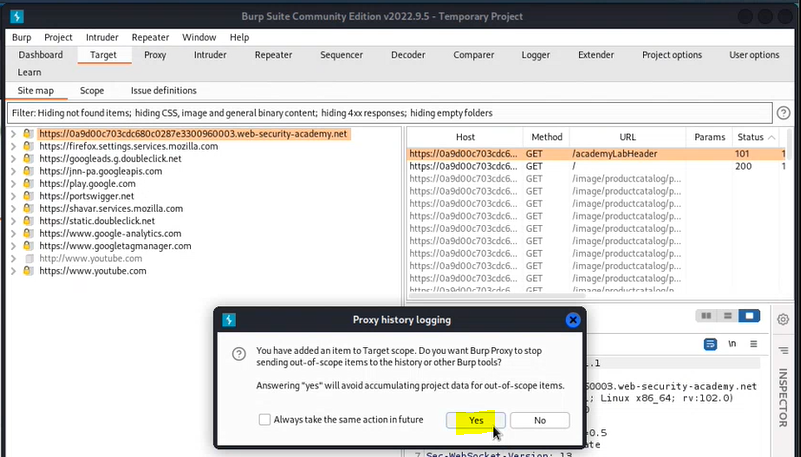 Burp Suite Community Edition v2022.9.5 - Temporary Project
Burp Project Intruder Repeater Window Help
Dashboard Target Proxy Intruder Repeater Sequencer Decoder Comparer Logger Extender Project options User options
Learn
Site map Scope Issue definitions
Filter: Hiding not found items; hiding CSS, image and general binary content; hiding 4xx responses; hiding empty folders
https://0a9d00c703cdc680c0287e3300960003.web-security-academy.net
https://firefox.settings.services.mozilla.com
https://googleads.g.doubleclick.net
https://jnn-pa.googleapis.com
https://play.google.com
https://portswigger.net
https://shavar.services.mozilla.com
https://static.doubleclick.net
https://www.google-analytics.com
https://www.googletagmanager.com
http://www.youtube.com
https://www.youtube.com
Host Method URL Params Status
https://0a9d00c703cdc6... GET /academyLabHeader 101 1
https://0a9d00c703cdc6... GET / 200 1
https://0a9d00c703cdc6... GET /image/productcatalog/p...
https://0a9d00c703cdc6... GET /image/productcatalog/p...
https://0a9d00c703cdc6... GET /image/productcatalog/p...
https://0a9d00c703cdc6... GET /image/productcatalog/p...
https://0a9d00c703cdc6... GET /image/productcatalog/p...
https://0a9d00c703cdc6... GET /image/productcatalog/p...
https://0a9d00c703cdc6... GET /image/productcatalog/p...
https://0a9d00c703cdc6... GET /image/productcatalog/p...
https://0a9d00c703cdc6... GET /image/productcatalog/p...
Proxy history logging
You have added an item to Target scope. Do you want Burp Proxy to stop
sending out-of-scope items to the history or other Burp tools?
Answering "yes" will avoid accumulating project data for out-of-scope items.
Always take the same action in future
Yes No
\n
.1
60003.web-security-academy.net
; Linux x86_64; rv:102.0)
0
=0.5
ate
7 Sec-WebSocket-Version: 13
INSPECTOR